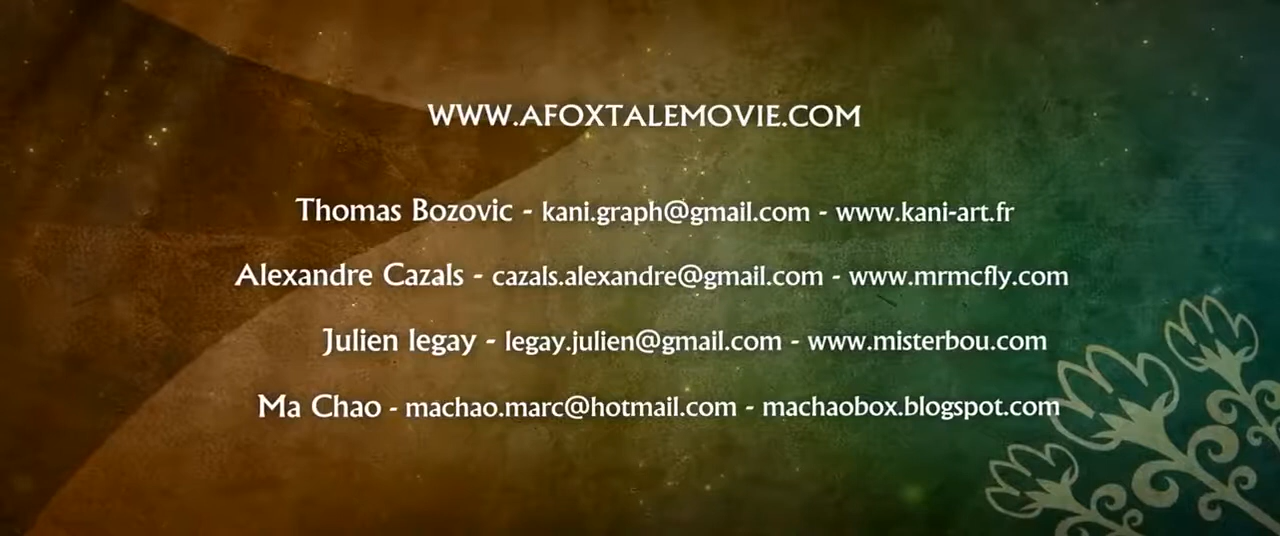 WWW.AFOXTALEMOVIE.COM
Thomas Bozovic - kani.graph@gmail.com - www.kani-art.fr
Alexandre Cazals - cazals.alexandre@gmail.com - www.mrmcfly.com
Julien legay - legay.julien@gmail.com - www.misterbou.com
Ma Chao - machao.marc@hotmail.com - machaobox.blogspot.com